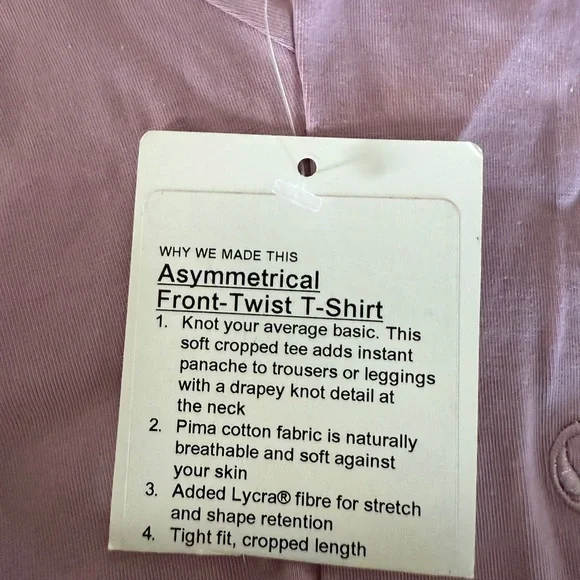 WHY WE MADE THIS
Asymmetrical
Front-Twist T-Shirt
1. Knot your average basic. This
soft cropped tee adds instant
panache to trousers or leggings
with a drapey knot detail at
the neck
2. Pima cotton fabric is naturally
breathable and soft against
your skin
3. Added Lycra® fibre for stretch
and shape retention
4. Tight fit, cropped length